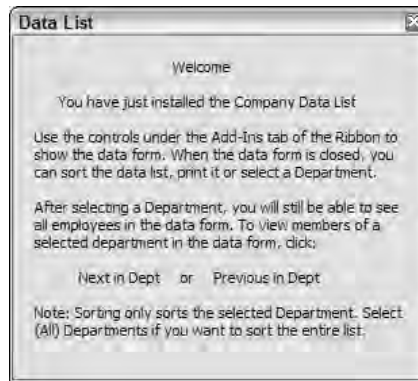 Data List
Welcome
You have just installed the Company Data List
Use the controls under the Add-Ins tab of the Ribbon to
show the data form. When the data form is closed, you
can sort the data list, print it or select a Department.
After selecting a Department, you will still be able to see
all employees in the data form. To view members of a
selected department in the data form, click:
Next in Dept or Previous in Dept
Note: Sorting only sorts the selected Department. Select
(All) Departments if you want to sort the entire list.